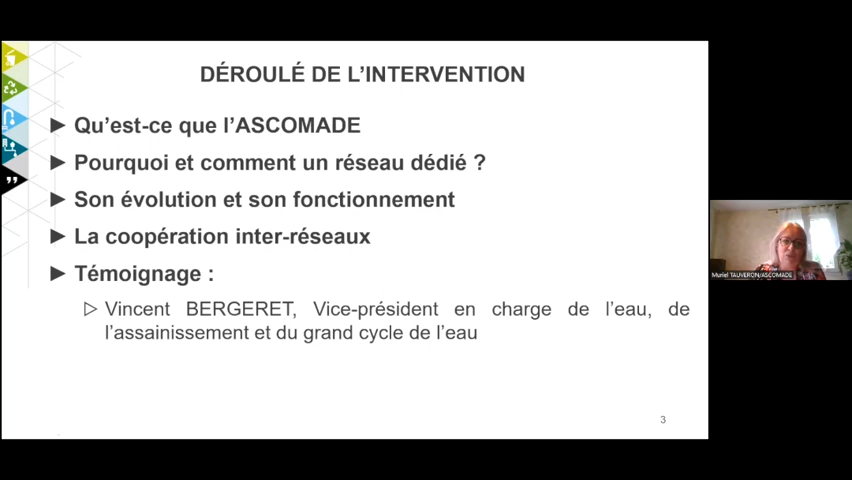 DÉROULÉ DE L'INTERVENTION
► Qu'est-ce que l'ASCOMADE
► Pourquoi et comment un réseau dédié ?
► Son évolution et son fonctionnement
► La coopération inter-réseaux
► Témoignage :
▷ Vincent BERGERET, Vice-président en charge de l'eau, de
l'assainissement et du grand cycle de l'eau
3
Muriel TAUVERON/ASCOMADE